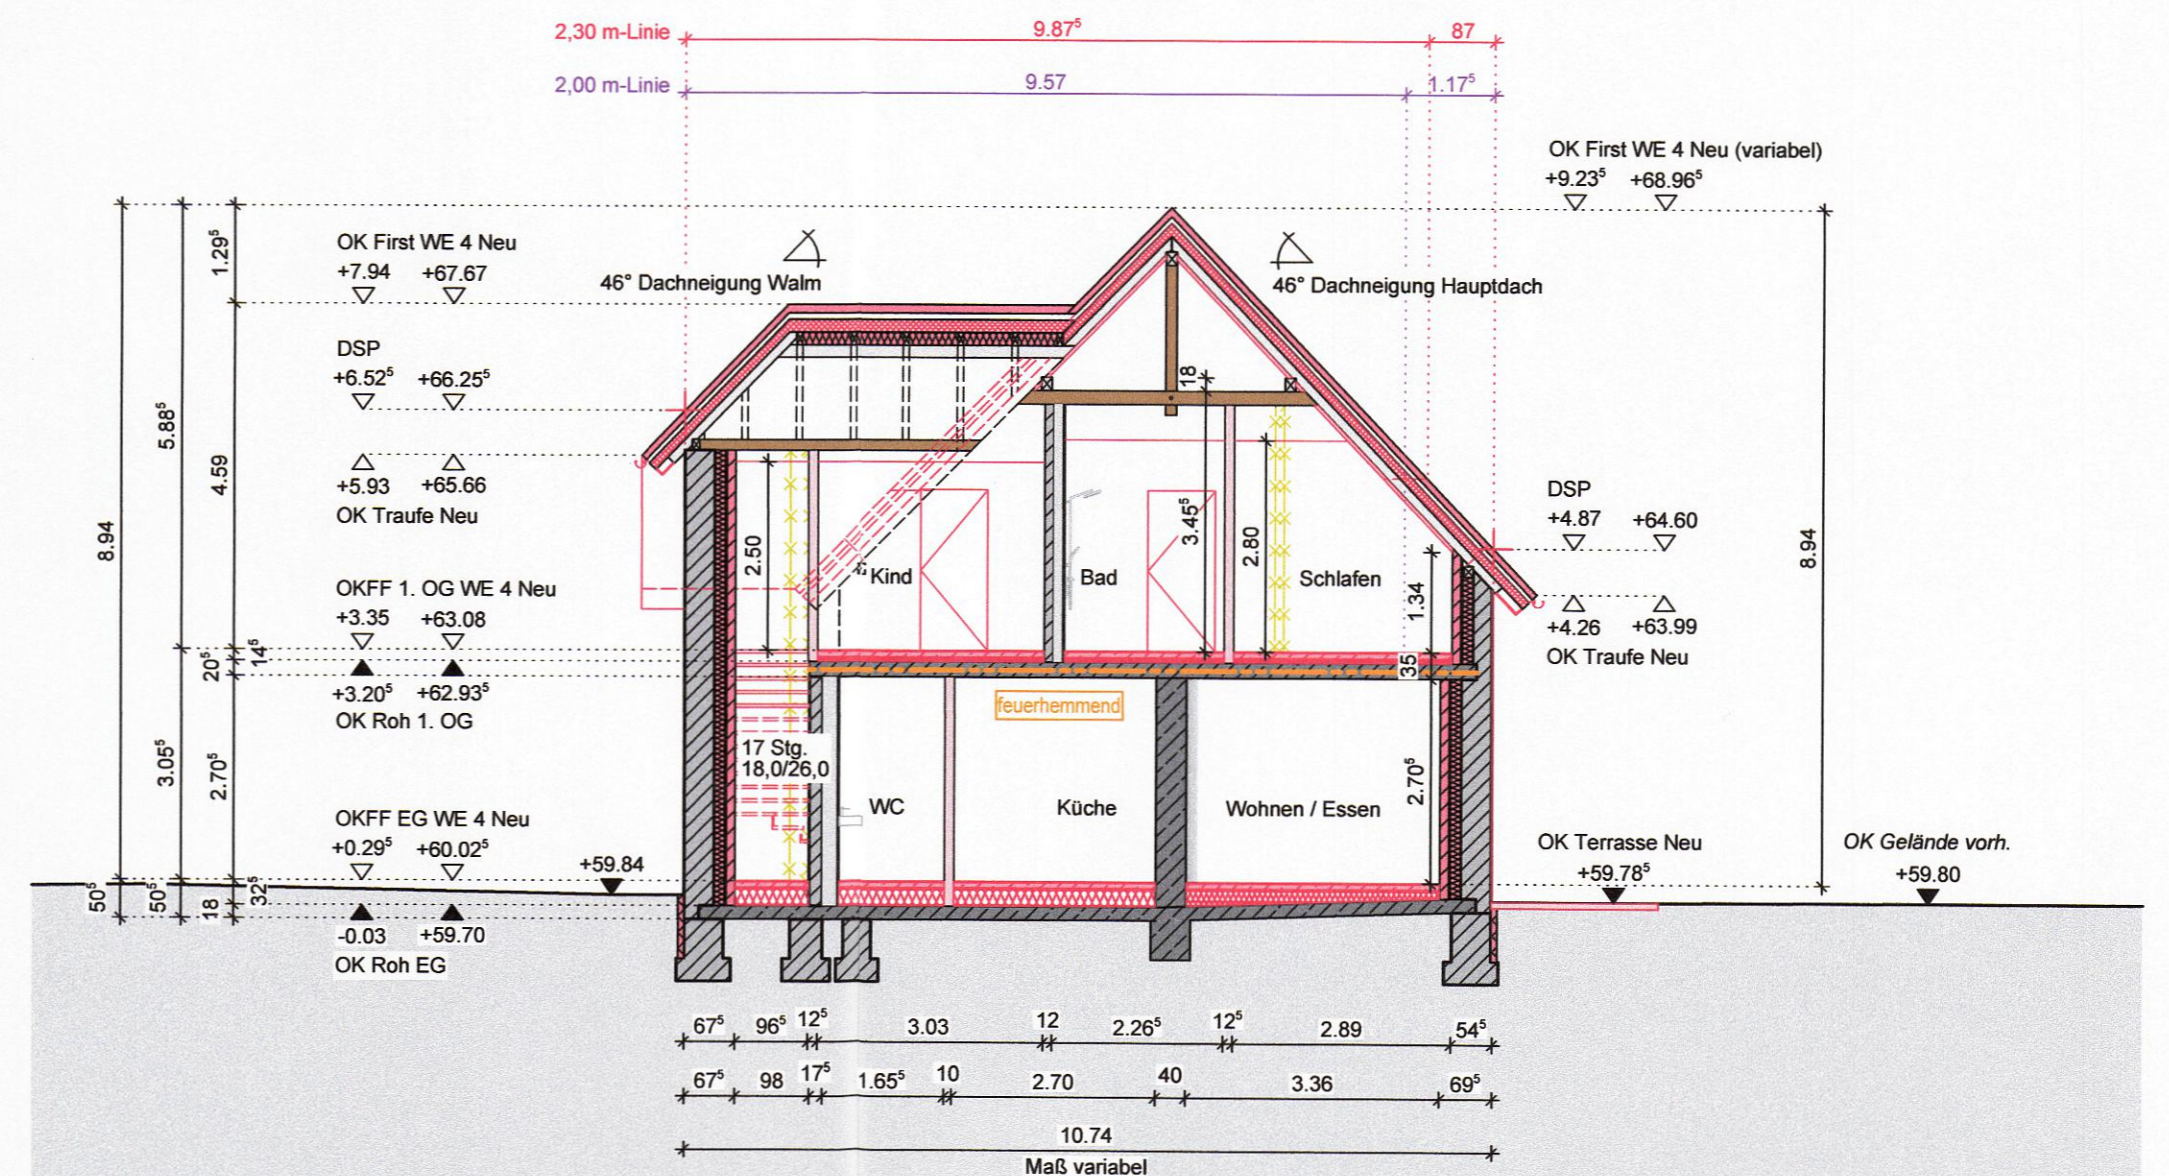 2,30 m-Linie 9.87⁵ 87
2,00 m-Linie 9.57 1.17⁵
OK First WE 4 Neu (variabel)
+9.23⁵ +68.96⁵
OK First WE 4 Neu
+7.94 +67.67
46° Dachneigung Walm
46° Dachneigung Hauptdach
DSP
+6.52⁵ +66.25⁵
+5.93 +65.66
OK Traufe Neu
OKFF 1. OG WE 4 Neu
+3.35 +63.08
+3.20⁵ +62.93⁵
OK Roh 1. OG
OKFF EG WE 4 Neu
+0.29⁵ +60.02⁵
-0.03 +59.70
OK Roh EG
+59.84
8.94
50⁵
5.88⁵
3.05⁵
50⁵
1.29⁵
4.59
20⁵
14⁵
2.70⁵
32⁵
18
18
2.50
3.45⁵
2.80
1.34
35
2.70⁵
Kind
Bad
Schlafen
feuerhemmend
17 Stg.
18,0/26,0
WC
Küche
Wohnen / Essen
DSP
+4.87 +64.60
+4.26 +63.99
OK Traufe Neu
8.94
OK Terrasse Neu
+59.78⁵
OK Gelände vorh.
+59.80
67⁵ 96⁵ 12⁵ 3.03 12 2.26⁵ 12⁵ 2.89 54⁵
67⁵ 98 17⁵ 1.65⁵ 10 2.70 40 3.36 69⁵
10.74
Maß variabel